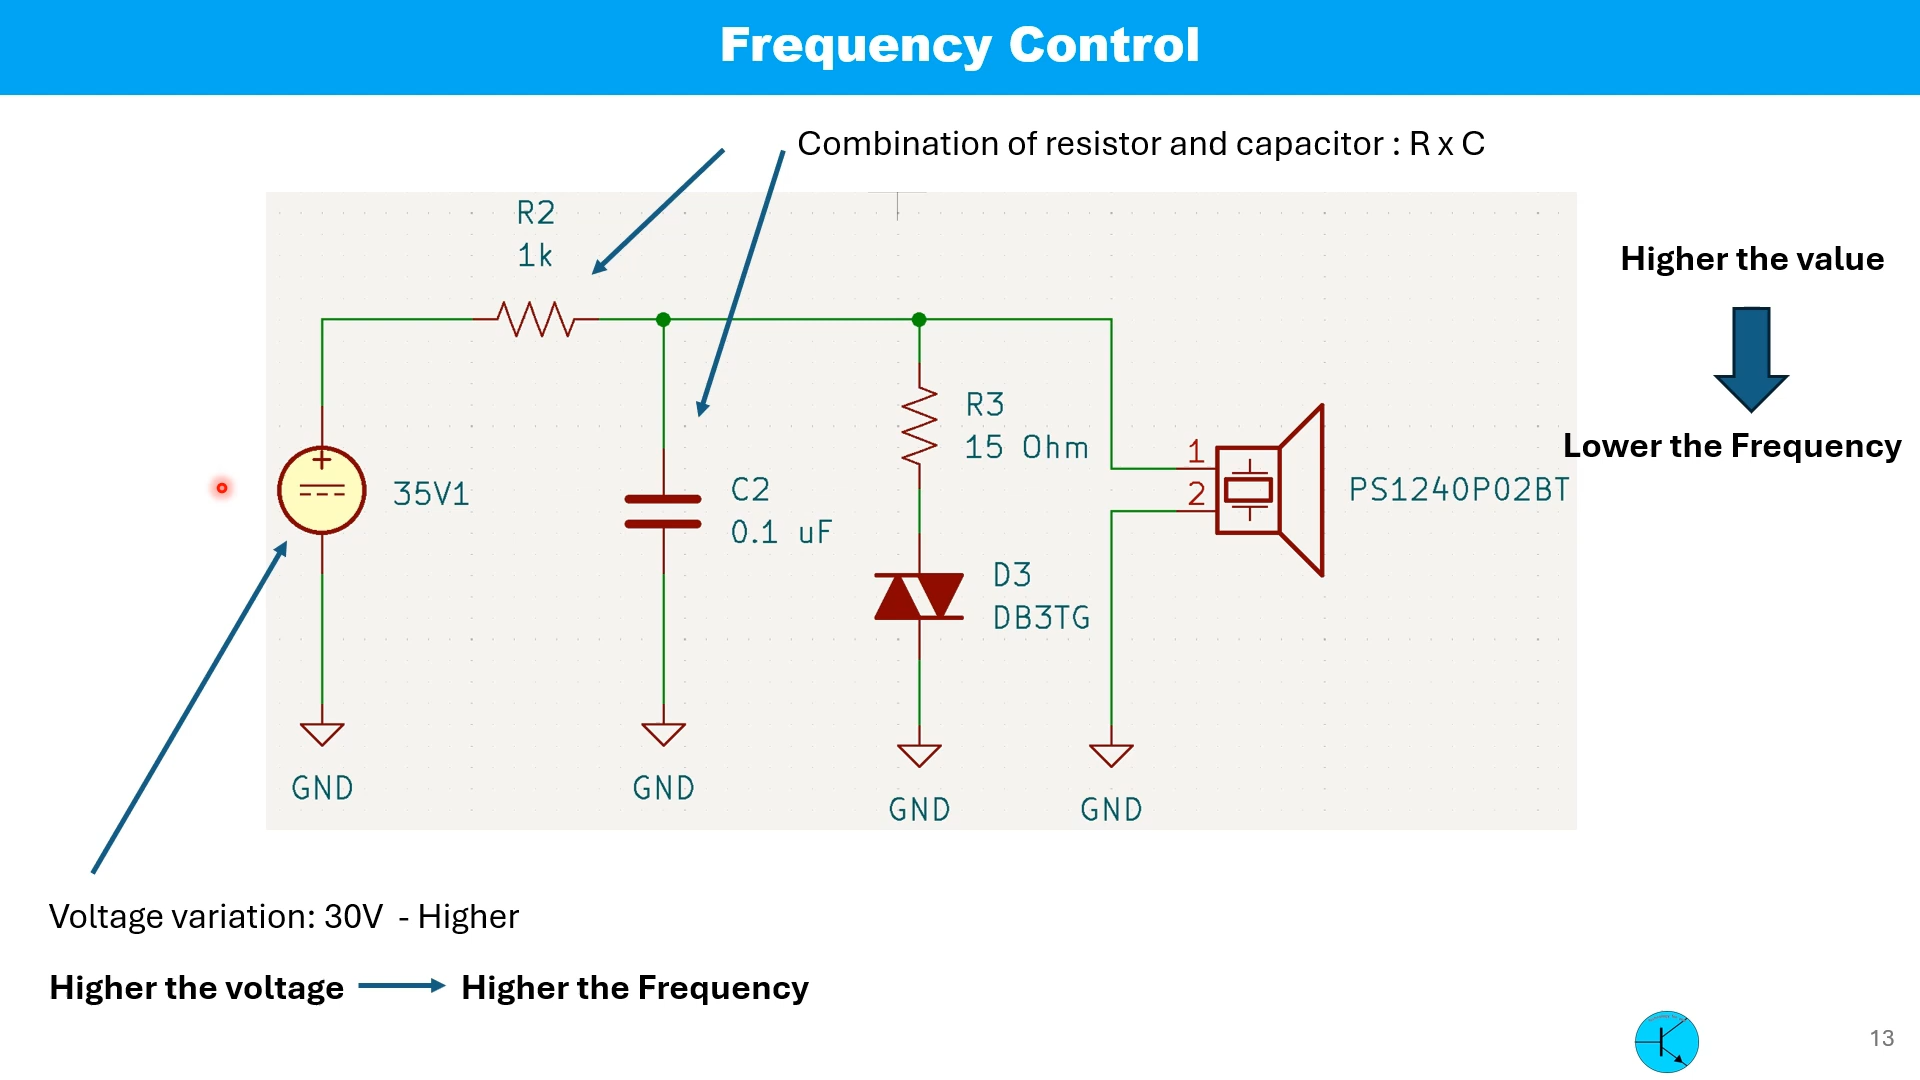 Frequency Control
Combination of resistor and capacitor : R x C
R2
1k
Higher the value
R3
15 Ohm
1
2
Lower the Frequency
35V1
C2
0.1 uF
PS1240P02BT
D3
DB3TG
GND
GND
GND
GND
Voltage variation: 30V - Higher
Higher the voltage
Higher the Frequency
13